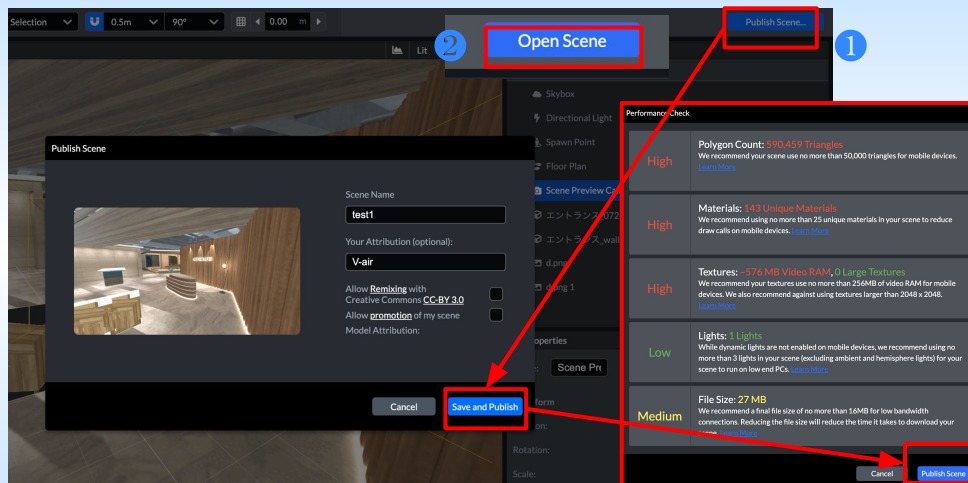 Selection
0.5m
90°
0.00 m
Publish Scene...
1
2
Open Scene
Lit
Skybox
Directional Light
Spawn Point
Floor Plan
Scene Preview Ca
エントランス_072
エントランス_wall
d.png
d.png 1
Properties
Scene Pre
Rotation:
Scale:
Publish Scene
Scene Name
test1
Your Attribution (optional):
V-air
Allow Remixing with
Creative Commons CC-BY 3.0
Allow promotion of my scene
Model Attribution:
Cancel
Save and Publish
Performance Check
High
Polygon Count: 590,459 Triangles
We recommend your scene use no more than 50,000 triangles for mobile devices.
Learn More
High
Materials: 143 Unique Materials
We recommend using no more than 25 unique materials in your scene to reduce
draw calls on mobile devices. Learn More
High
Textures: ~576 MB Video RAM, 0 Large Textures
We recommend your textures use no more than 256MB of video RAM for mobile
devices. We also recommend against using textures larger than 2048 x 2048.
Learn More
Low
Lights: 1 Lights
While dynamic lights are not enabled on mobile devices, we recommend using no
more than 3 lights in your scene (excluding ambient and hemisphere lights) for your
scene to run on low end PCs. Learn More
Medium
File Size: 27 MB
We recommend a final file size of no more than 16MB for low bandwidth
connections. Reducing the file size will reduce the time it takes to download your
scene. Learn More
Cancel
Publish Scene